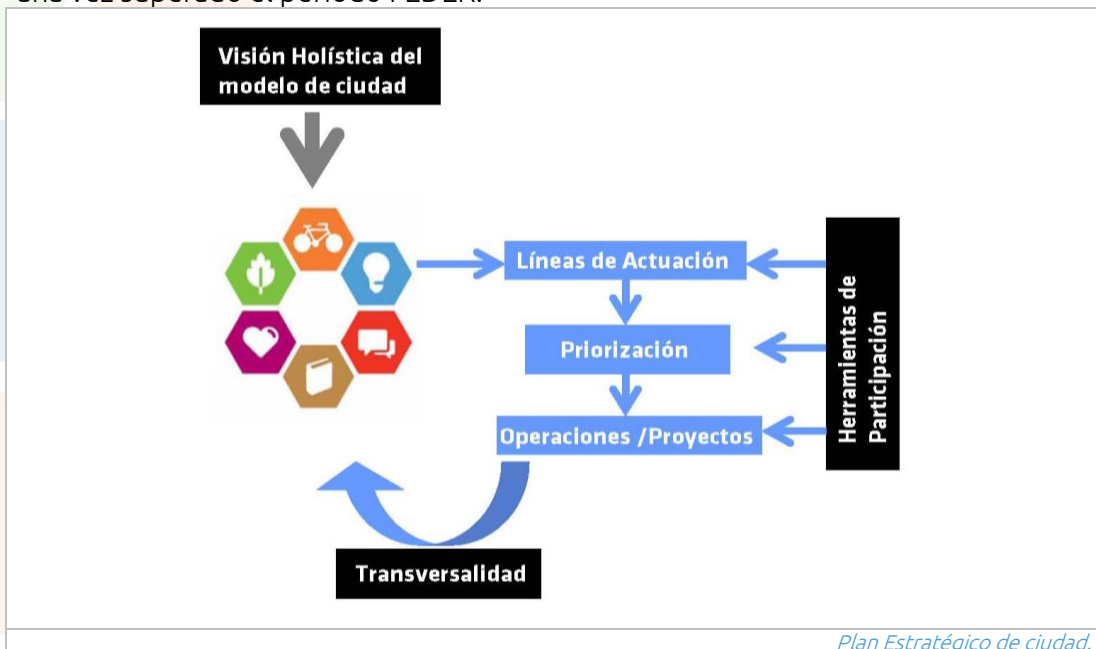 Visión Holística del
modelo de ciudad
Líneas de Actuación
Priorización
Operaciones /Proyectos
Herramientas de
Participación
Transversalidad
Plan Estratégico de ciudad.